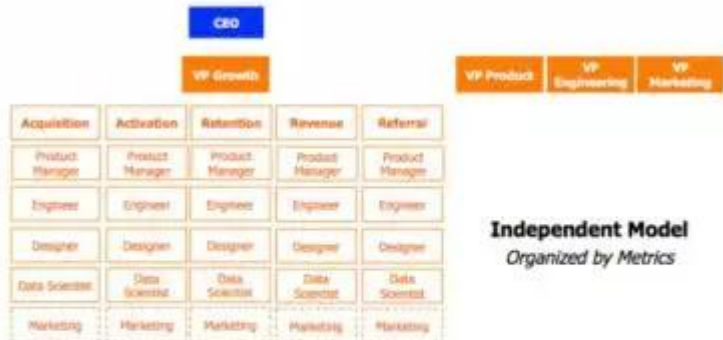 CEO
VP Growth
VP Product
VP
Engineering
VP
Marketing
Acquisition
Activation
Retention
Revenue
Referral
Product
Manager
Product
Manager
Product
Manager
Product
Manager
Product
Manager
Engineer
Engineer
Engineer
Engineer
Engineer
Designer
Designer
Designer
Designer
Designer
Data Scientist
Data
Scientist
Data
Scientist
Data
Scientist
Data
Scientist
Marketing
Marketing
Marketing
Marketing
Marketing
Independent Model
Organized by Metrics